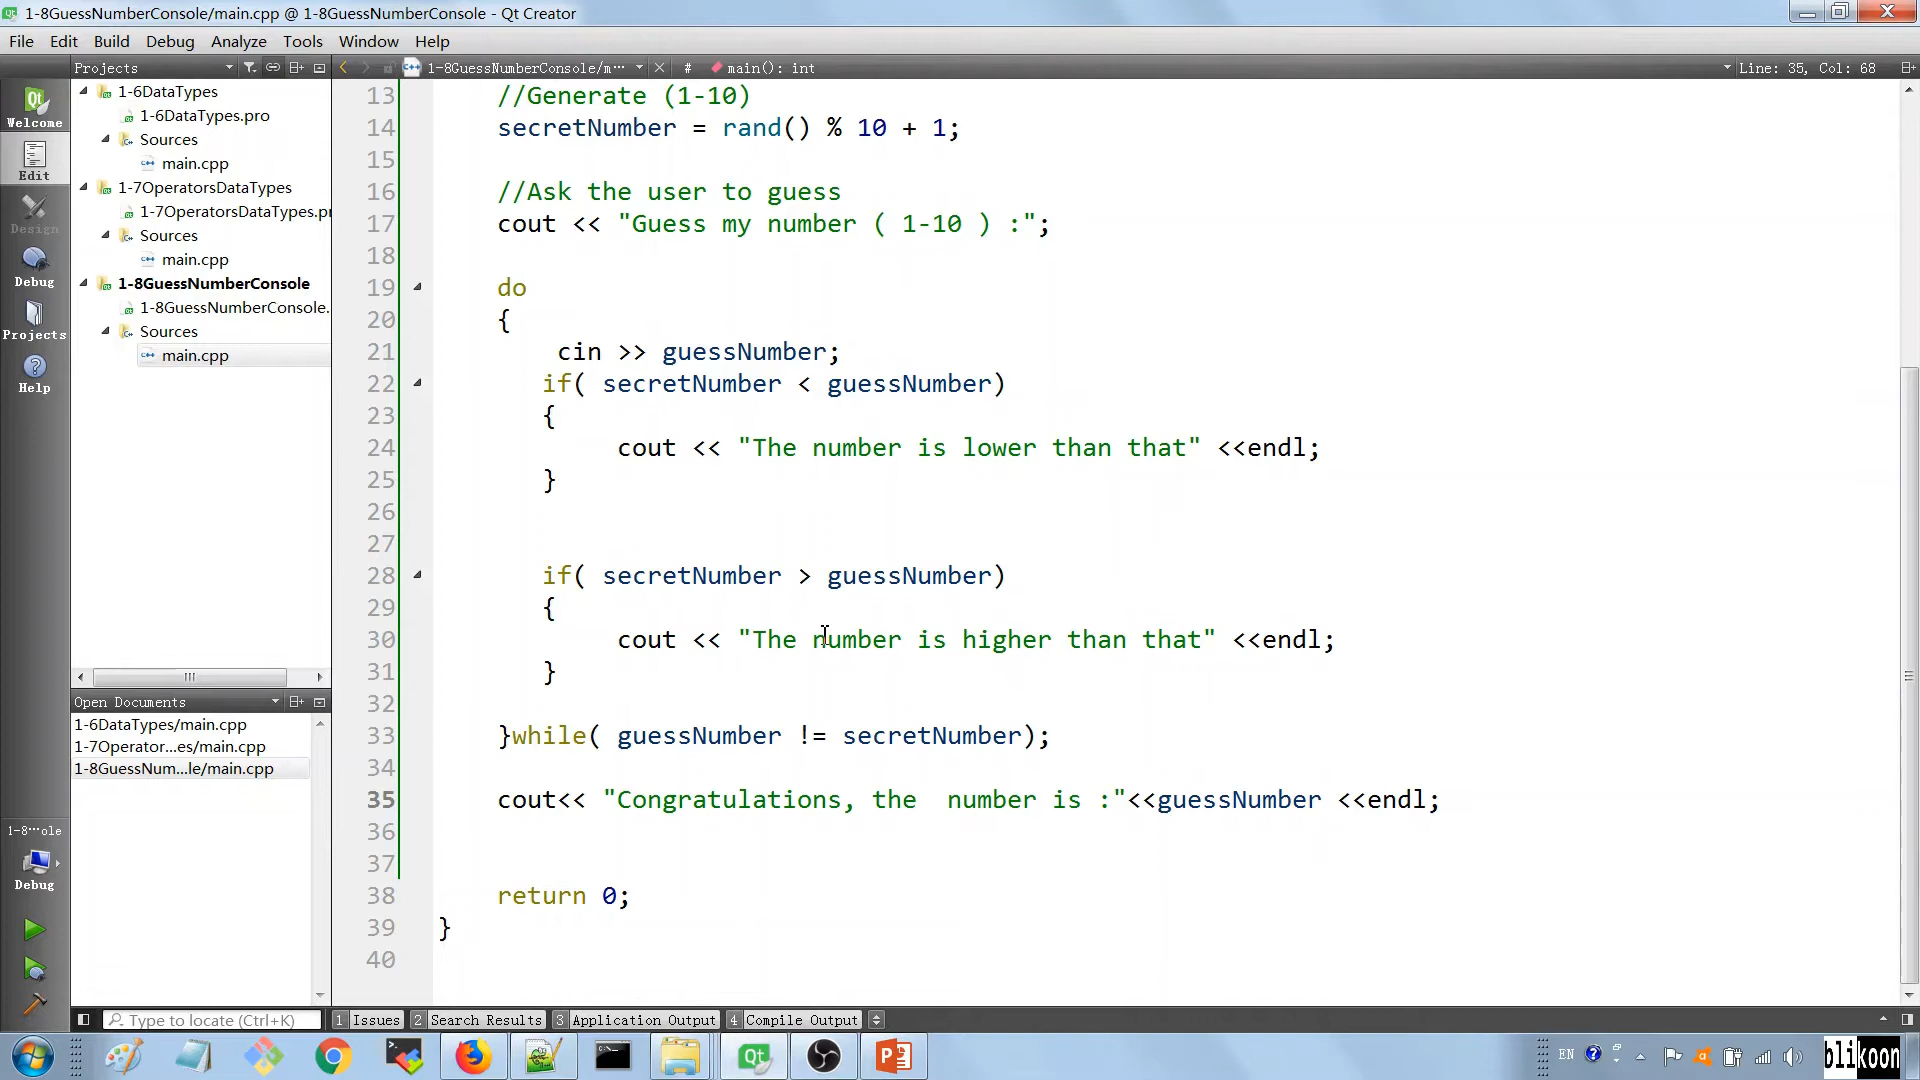 1-8GuessNumberConsole/main.cpp @ 1-8GuessNumberConsole - Qt Creator
File Edit Build Debug Analyze Tools Window Help
Projects
1-8GuessNumberConsole/m··· # main(): int Line: 35, Col: 68
Welcome
Edit
Design
Debug
Projects
Help
1-6DataTypes
1-6DataTypes.pro
Sources
main.cpp
1-7OperatorsDataTypes
1-7OperatorsDataTypes.pr
Sources
main.cpp
1-8GuessNumberConsole
1-8GuessNumberConsole.
Sources
main.cpp
Open Documents
1-6DataTypes/main.cpp
1-7Operator...es/main.cpp
1-8GuessNum...le/main.cpp
1-8···ole
Debug
13 //Generate (1-10)
14 secretNumber = rand() % 10 + 1;
15
16 //Ask the user to guess
17 cout << "Guess my number ( 1-10 ) :";
18
19 do
20 {
21 cin >> guessNumber;
22 if( secretNumber < guessNumber)
23 {
24 cout << "The number is lower than that" <<endl;
25 }
26
27
28 if( secretNumber > guessNumber)
29 {
30 cout << "The number is higher than that" <<endl;
31 }
32
33 }while( guessNumber != secretNumber);
34
35 cout<< "Congratulations, the  number is :"<<guessNumber <<endl;
36
37
38 return 0;
39 }
40
Type to locate (Ctrl+K) 1 Issues 2 Search Results 3 Application Output 4 Compile Output
EN
blikoon